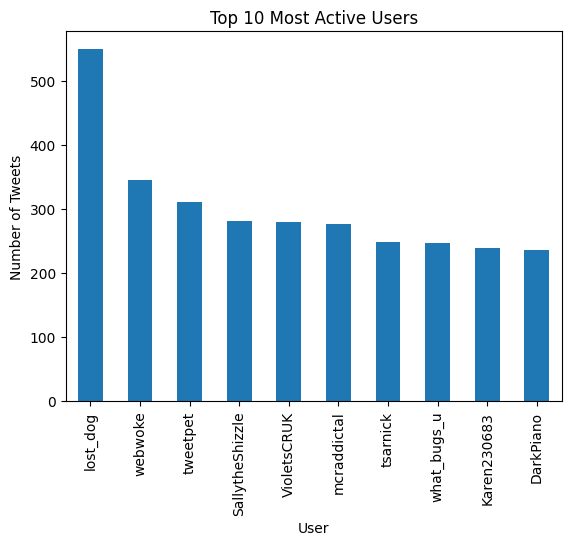 Top 10 Most Active Users
Number of Tweets
500
400
300
200
100
0
lost_dog
webwoke
tweetpet
SallytheShizzle
VioletsCRUK
mcraddictal
tsarnick
what_bugs_u
Karen230683
DarkPiano
User